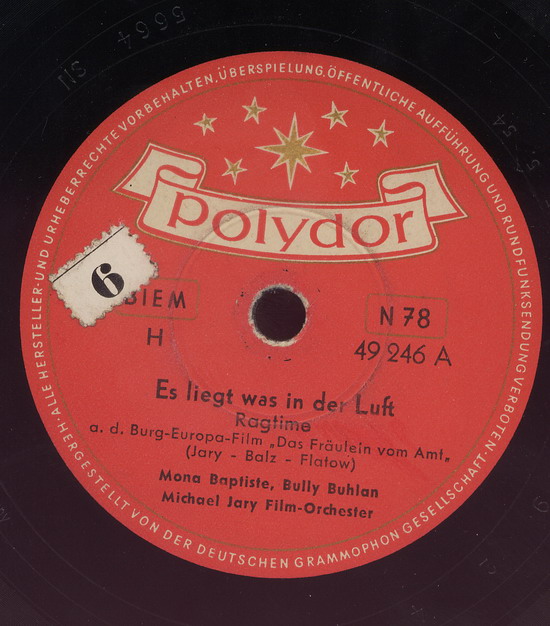 ALLE HERSTELLER- UND URHEBERRECHTE VORBEHALTEN, ÜBERSPIELUNG, ÖFFENTLICHE AUFFÜHRUNG UND RUNDFUNKSENDUNG VERBOTEN
polydor
6
BIEM
N 78
H
49 246 A
Es liegt was in der Luft
Ragtime
a. d. Burg-Europa-Film „Das Fräulein vom Amt„
(Jary - Balz - Flatow)
Mona Baptiste, Bully Buhlan
Michael Jary Film-Orchester
HERGESTELLT VON DER DEUTSCHEN GRAMMOPHON GESELLSCHAFT
5664